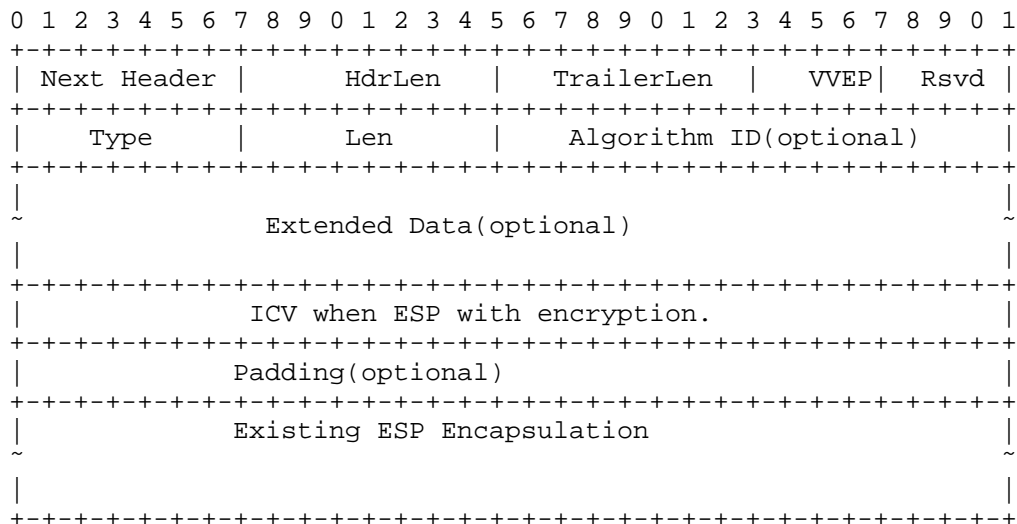 0 1 2 3 4 5 6 7 8 9 0 1 2 3 4 5 6 7 8 9 0 1 2 3 4 5 6 7 8 9 0 1
+-+-+-+-+-+-+-+-+-+-+-+-+-+-+-+-+-+-+-+-+-+-+-+-+-+-+-+-+-+-+-+
| Next Header |      HdrLen    |   TrailerLen  |   VVEP|  Rsvd |
+-+-+-+-+-+-+-+-+-+-+-+-+-+-+-+-+-+-+-+-+-+-+-+-+-+-+-+-+-+-+-+
|    Type      |      Len      |    Algorithm ID(optional)     |
+-+-+-+-+-+-+-+-+-+-+-+-+-+-+-+-+-+-+-+-+-+-+-+-+-+-+-+-+-+-+-+
|                                                              |
~               Extended Data(optional)                        ~
|                                                              |
+-+-+-+-+-+-+-+-+-+-+-+-+-+-+-+-+-+-+-+-+-+-+-+-+-+-+-+-+-+-+-+
|              ICV when ESP with encryption.                   |
+-+-+-+-+-+-+-+-+-+-+-+-+-+-+-+-+-+-+-+-+-+-+-+-+-+-+-+-+-+-+-+
|             Padding(optional)                                |
+-+-+-+-+-+-+-+-+-+-+-+-+-+-+-+-+-+-+-+-+-+-+-+-+-+-+-+-+-+-+-+
|             Existing ESP Encapsulation                       |
~                                                              ~
|                                                              |
+-+-+-+-+-+-+-+-+-+-+-+-+-+-+-+-+-+-+-+-+-+-+-+-+-+-+-+-+-+-+-+